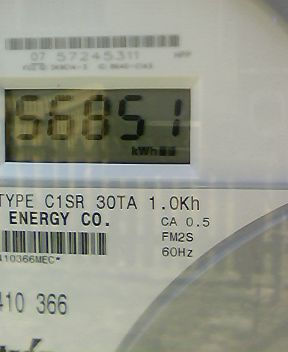 07 57245311
56851
kWh
TYPE C1SR 30TA 1.0Kh
ENERGY CO.
CA 0.5
FM2S
60Hz
410366MEC*
410 366